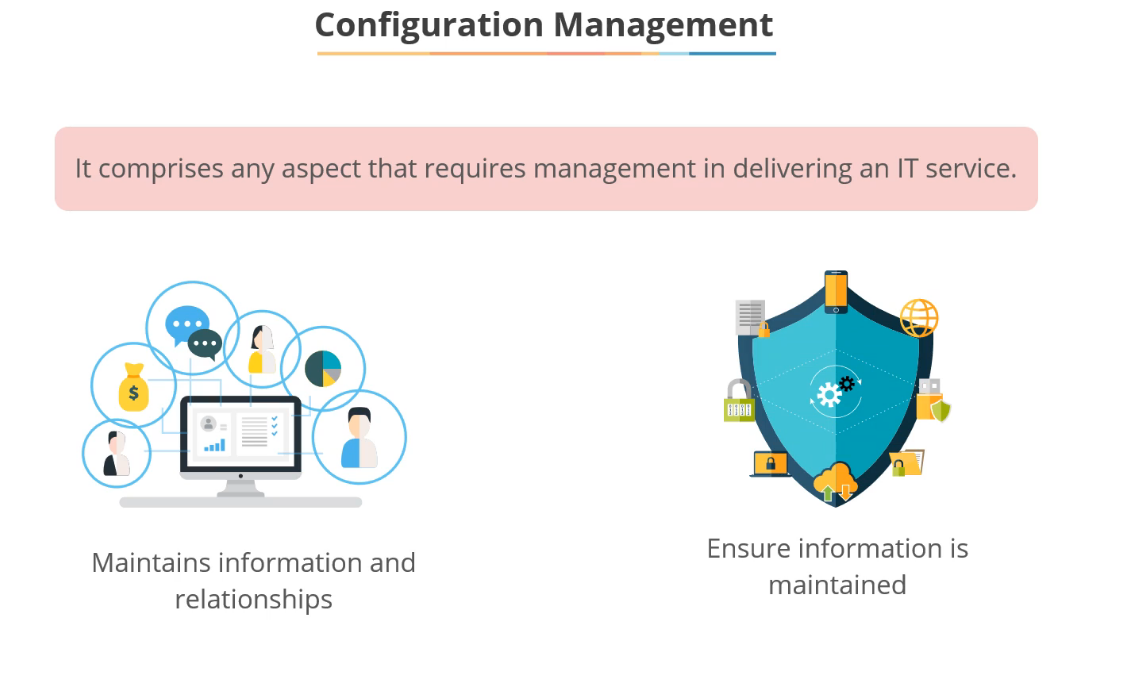 Configuration Management
It comprises any aspect that requires management in delivering an IT service.
$
Maintains information and
relationships
Ensure information is
maintained